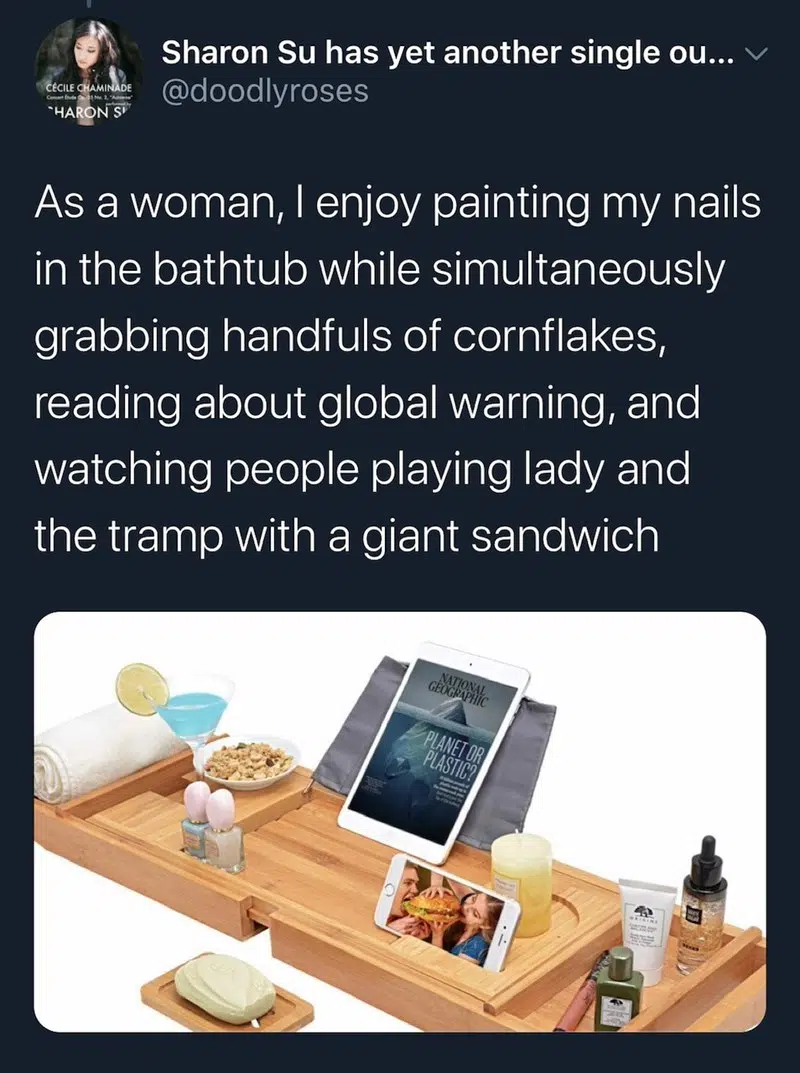 Sharon Su has yet another single ou...
@doodlyroses
CÉCILE CHAMINADE
As a woman, I enjoy painting my nails
in the bathtub while simultaneously
grabbing handfuls of cornflakes,
reading about global warning, and
watching people playing lady and
the tramp with a giant sandwich
NATIONAL
GEOGRAPHIC
PLANET OR
PLASTIC?
ORIGINS